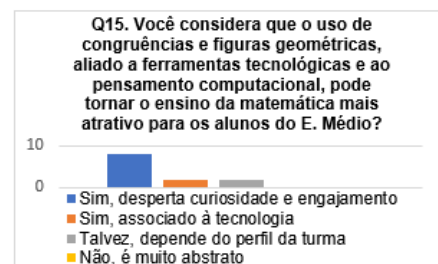 Q15. Você considera que o uso de
congruências e figuras geométricas,
aliado a ferramentas tecnológicas e ao
pensamento computacional, pode
tornar o ensino da matemática mais
atrativo para os alunos do E. Médio?
10
0
Sim, desperta curiosidade e engajamento
Sim, associado à tecnologia
Talvez, depende do perfil da turma
Não, é muito abstrato